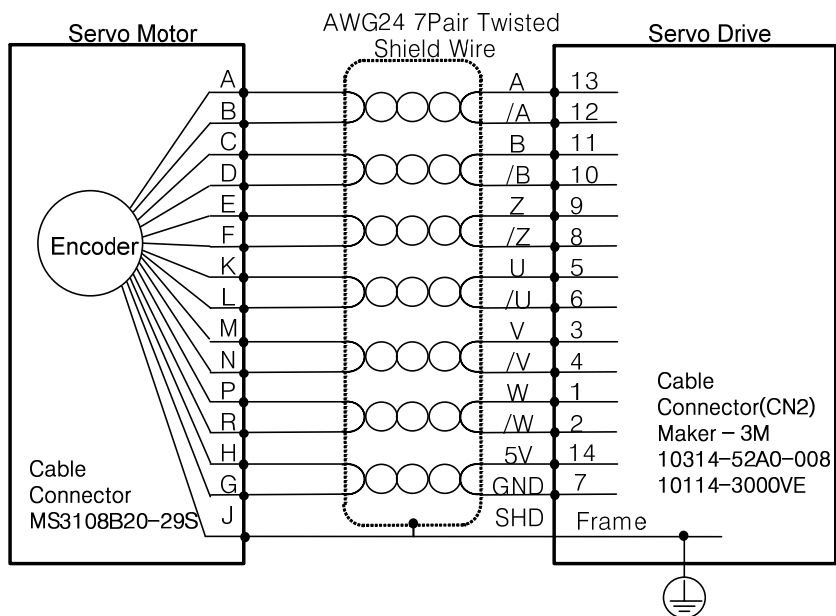 AWG24 7Pair Twisted
Shield Wire
Servo Motor
Servo Drive
A A 13
B /A 12
C B 11
D /B 10
E Z 9
F /Z 8
K U 5
L /U 6
M V 3
N /V 4
P W 1
R /W 2
H 5V 14
G GND 7
J SHD Frame
Encoder
Cable
Connector
MS3108B20-29S
Cable
Connector(CN2)
Maker - 3M
10314-52A0-008
10114-3000VE